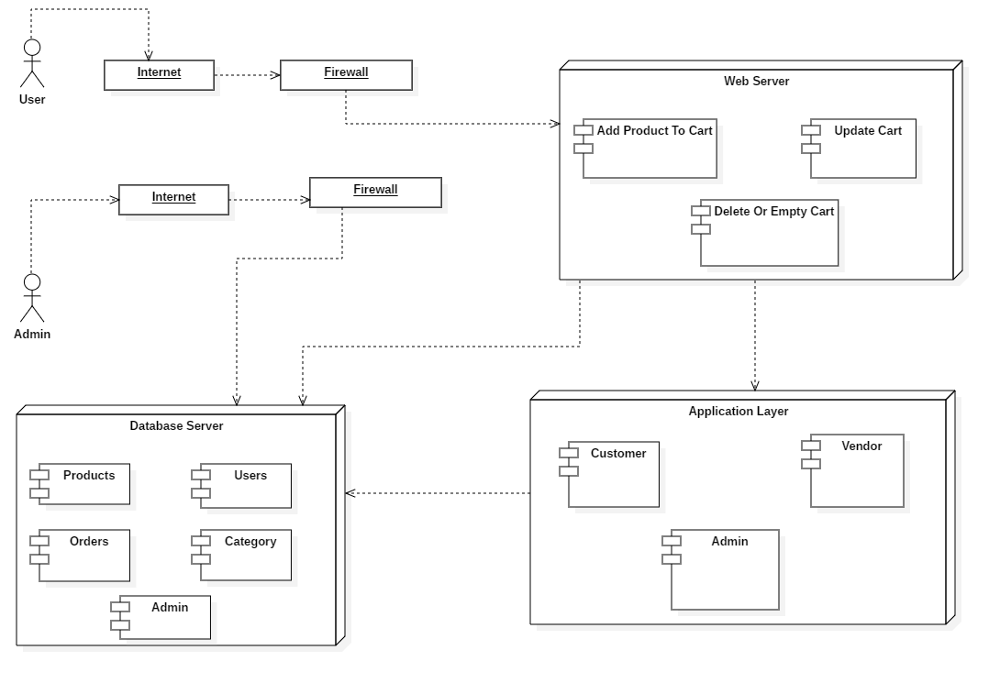 User
Internet
Firewall
Web Server
Add Product To Cart
Update Cart
Delete Or Empty Cart
Internet
Firewall
Admin
Database Server
Products
Users
Orders
Category
Admin
Application Layer
Customer
Vendor
Admin